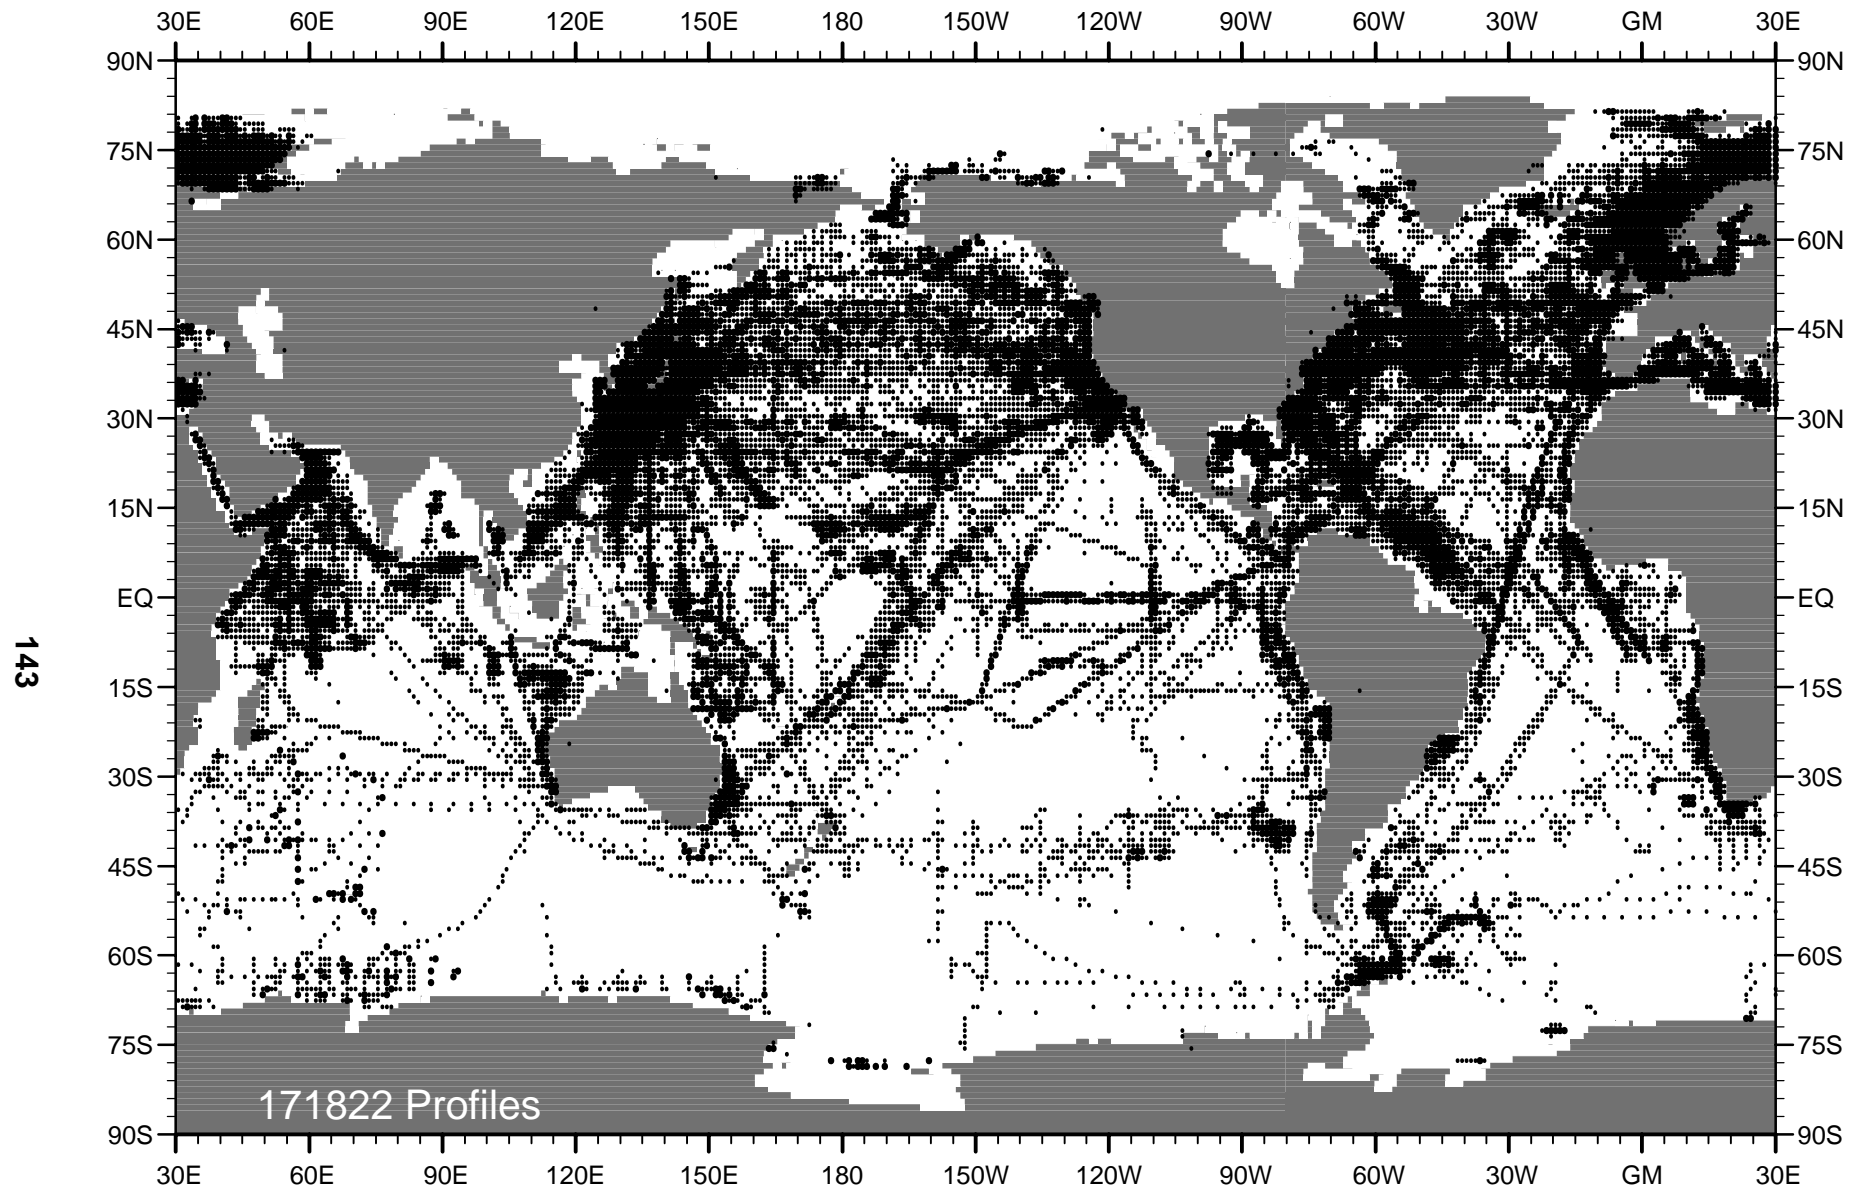 30E 60E 90E 120E 150E 180 150W 120W 90W 60W 30W GM 30E
90N 90N
75N 75N
60N 60N
45N 45N
30N 30N
15N 15N
EQ EQ
143
15S 15S
30S 30S
45S 45S
60S 60S
75S 75S
171822 Profiles
90S 90S
30E 60E 90E 120E 150E 180 150W 120W 90W 60W 30W GM 30E